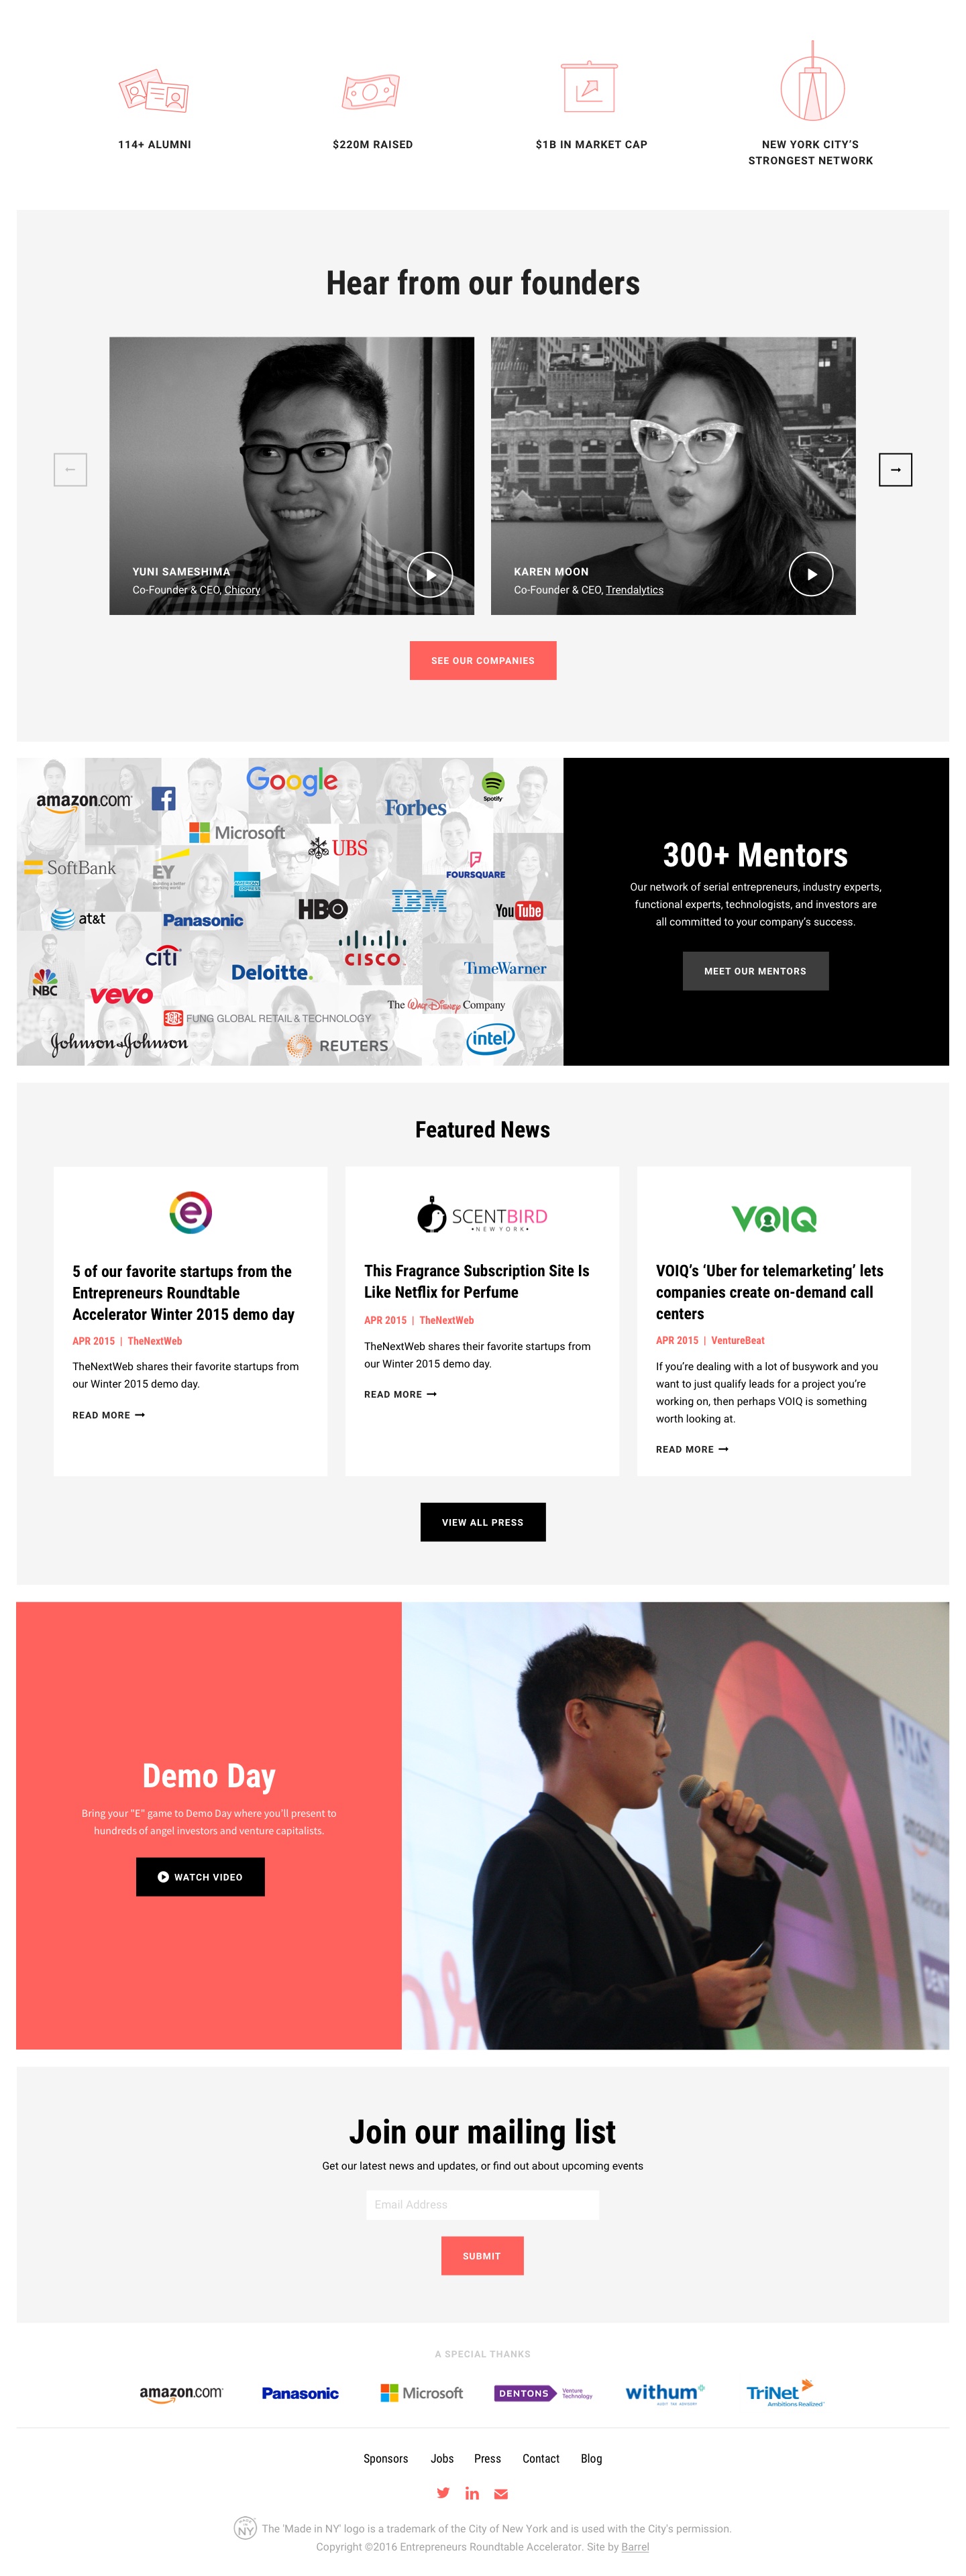 114+ ALUMNI
$220M RAISED
$1B IN MARKET CAP
NEW YORK CITY’S
STRONGEST NETWORK
Hear from our founders
YUNI SAMESHIMA
Co-Founder & CEO, Chicory
KAREN MOON
Co-Founder & CEO, Trendalytics
SEE OUR COMPANIES
amazon.com
Google
Spotify
Forbes
Microsoft
UBS
SoftBank
EY
Building a better
working world
FOURSQUARE
AMERICAN EXPRESS
IBM
HBO
YouTube
at&t
Panasonic
CISCO
citi
Deloitte.
TimeWarner
NBC
vevo
The Walt Disney Company
FUNG GLOBAL RETAIL & TECHNOLOGY
Johnson & Johnson
REUTERS
intel
300+ Mentors
Our network of serial entrepreneurs, industry experts,
functional experts, technologists, and investors are
all committed to your company’s success.
MEET OUR MENTORS
Featured News
e
5 of our favorite startups from the
Entrepreneurs Roundtable
Accelerator Winter 2015 demo day
APR 2015 | TheNextWeb
TheNextWeb shares their favorite startups from
our Winter 2015 demo day.
READ MORE
SCENTBIRD
• NEW YORK •
This Fragrance Subscription Site Is
Like Netflix for Perfume
APR 2015 | TheNextWeb
TheNextWeb shares their favorite startups from
our Winter 2015 demo day.
READ MORE
VOIQ
VOIQ’s ‘Uber for telemarketing’ lets
companies create on-demand call
centers
APR 2015 | VentureBeat
If you’re dealing with a lot of busywork and you
want to just qualify leads for a project you’re
working on, then perhaps VOIQ is something
worth looking at.
READ MORE
VIEW ALL PRESS
Demo Day
Bring your "E" game to Demo Day where you'll present to
hundreds of angel investors and venture capitalists.
WATCH VIDEO
Join our mailing list
Get our latest news and updates, or find out about upcoming events
Email Address
SUBMIT
A SPECIAL THANKS
amazon.com
Panasonic
Microsoft
DENTONS
Venture
Technology
withum
AUDIT TAX ADVISORY
TriNet
Ambitions Realized
Sponsors Jobs Press Contact Blog
NY
The 'Made in NY' logo is a trademark of the City of New York and is used with the City's permission.
Copyright ©2016 Entrepreneurs Roundtable Accelerator. Site by Barrel